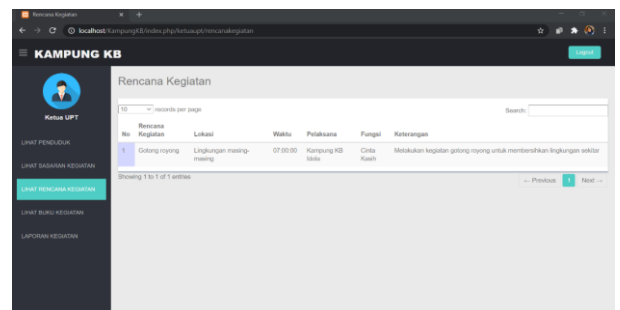 Rencana Kegiatan
localhost/KampungKB/index.php/ketuaupt/rencanakegiatan
KAMPUNG KB
Logout
Ketua UPT
LIHAT PENDUDUK
LIHAT SASARAN KEGIATAN
LIHAT RENCANA KEGIATAN
LIHAT BUKU KEGIATAN
LAPORAN KEGIATAN
Rencana Kegiatan
10 records per page
Search:
No Rencana Kegiatan Lokasi Waktu Pelaksana Fungsi Keterangan
1 Gotong royong Lingkungan masing-masing 07:00:00 Kampung KB Idola Cinta Kasih Melakukan kegiatan gotong royong untuk membersihkan lingkungan sekitar
Showing 1 to 1 of 1 entries
← Previous 1 Next →